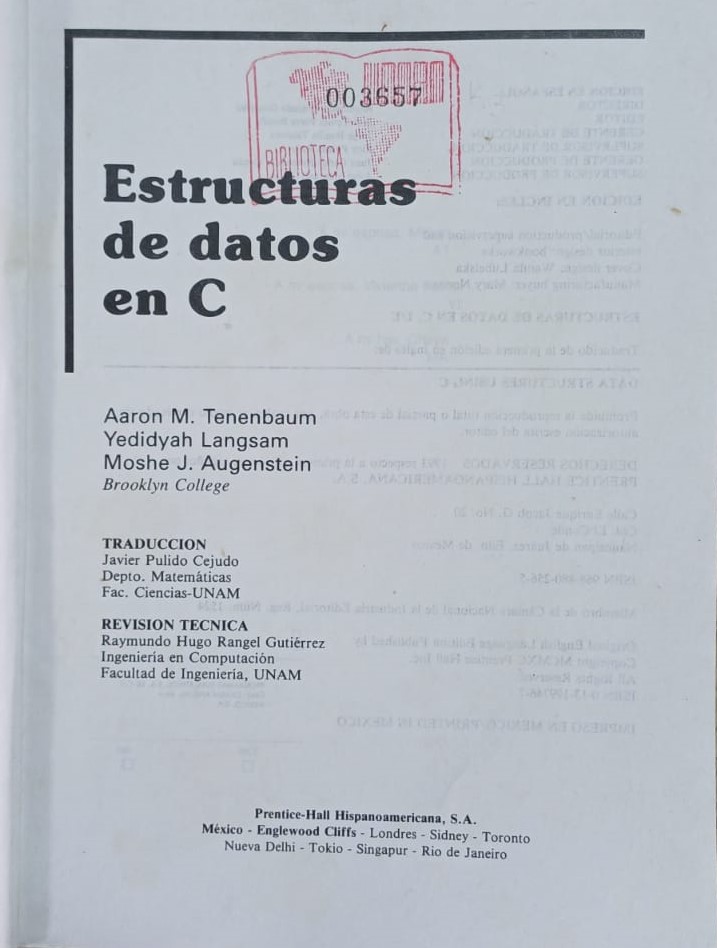 003657
BIBLIOTECA
Estructuras
de datos
en C
Aaron M. Tenenbaum
Yedidyah Langsam
Moshe J. Augenstein
Brooklyn College
TRADUCCION
Javier Pulido Cejudo
Depto. Matemáticas
Fac. Ciencias-UNAM
REVISION TECNICA
Raymundo Hugo Rangel Gutiérrez
Ingeniería en Computación
Facultad de Ingeniería, UNAM
Prentice-Hall Hispanoamericana, S.A.
México - Englewood Cliffs - Londres - Sidney - Toronto
Nueva Delhi - Tokio - Singapur - Rio de Janeiro